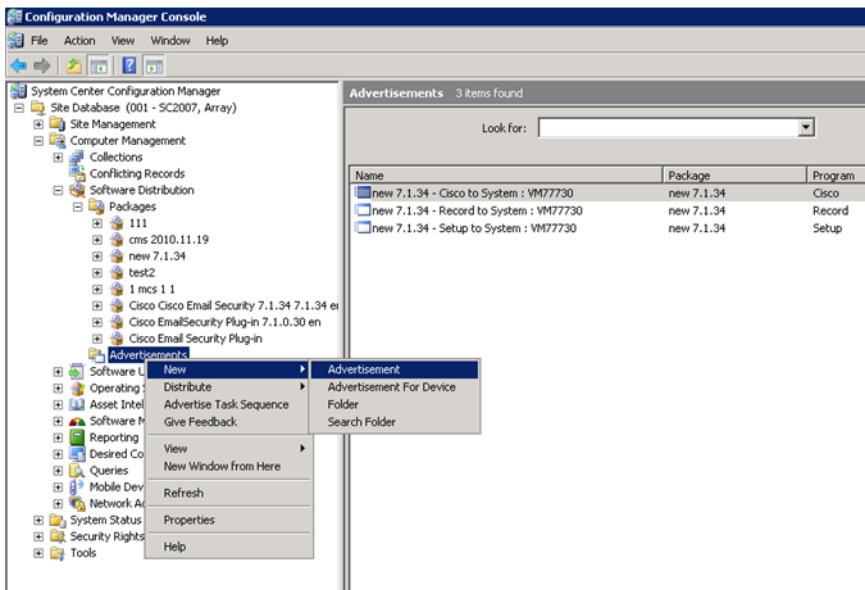 Configuration Manager Console
File Action View Window Help
System Center Configuration Manager
Site Database (001 - SC2007, Array)
Site Management
Computer Management
Collections
Conflicting Records
Software Distribution
Packages
111
cms 2010.11.19
new 7.1.34
test2
1 mcs 1 1
Cisco Cisco Email Security 7.1.34 7.1.34 e
Cisco EmailSecurity Plug-in 7.1.0.30 en
Cisco Email Security Plug-in
Advertisements
Software U
Operating
Asset Intel
Software M
Reporting
Desired Co
Queries
Mobile Dev
Network A
System Status
Security Rights
Tools
New
Distribute
Advertise Task Sequence
Give Feedback
View
New Window from Here
Refresh
Properties
Help
Advertisement
Advertisement For Device
Folder
Search Folder
Advertisements 3 items found
Look for:
Name Package Program
new 7.1.34 - Cisco to System : VM77730 new 7.1.34 Cisco
new 7.1.34 - Record to System : VM77730 new 7.1.34 Record
new 7.1.34 - Setup to System : VM77730 new 7.1.34 Setup